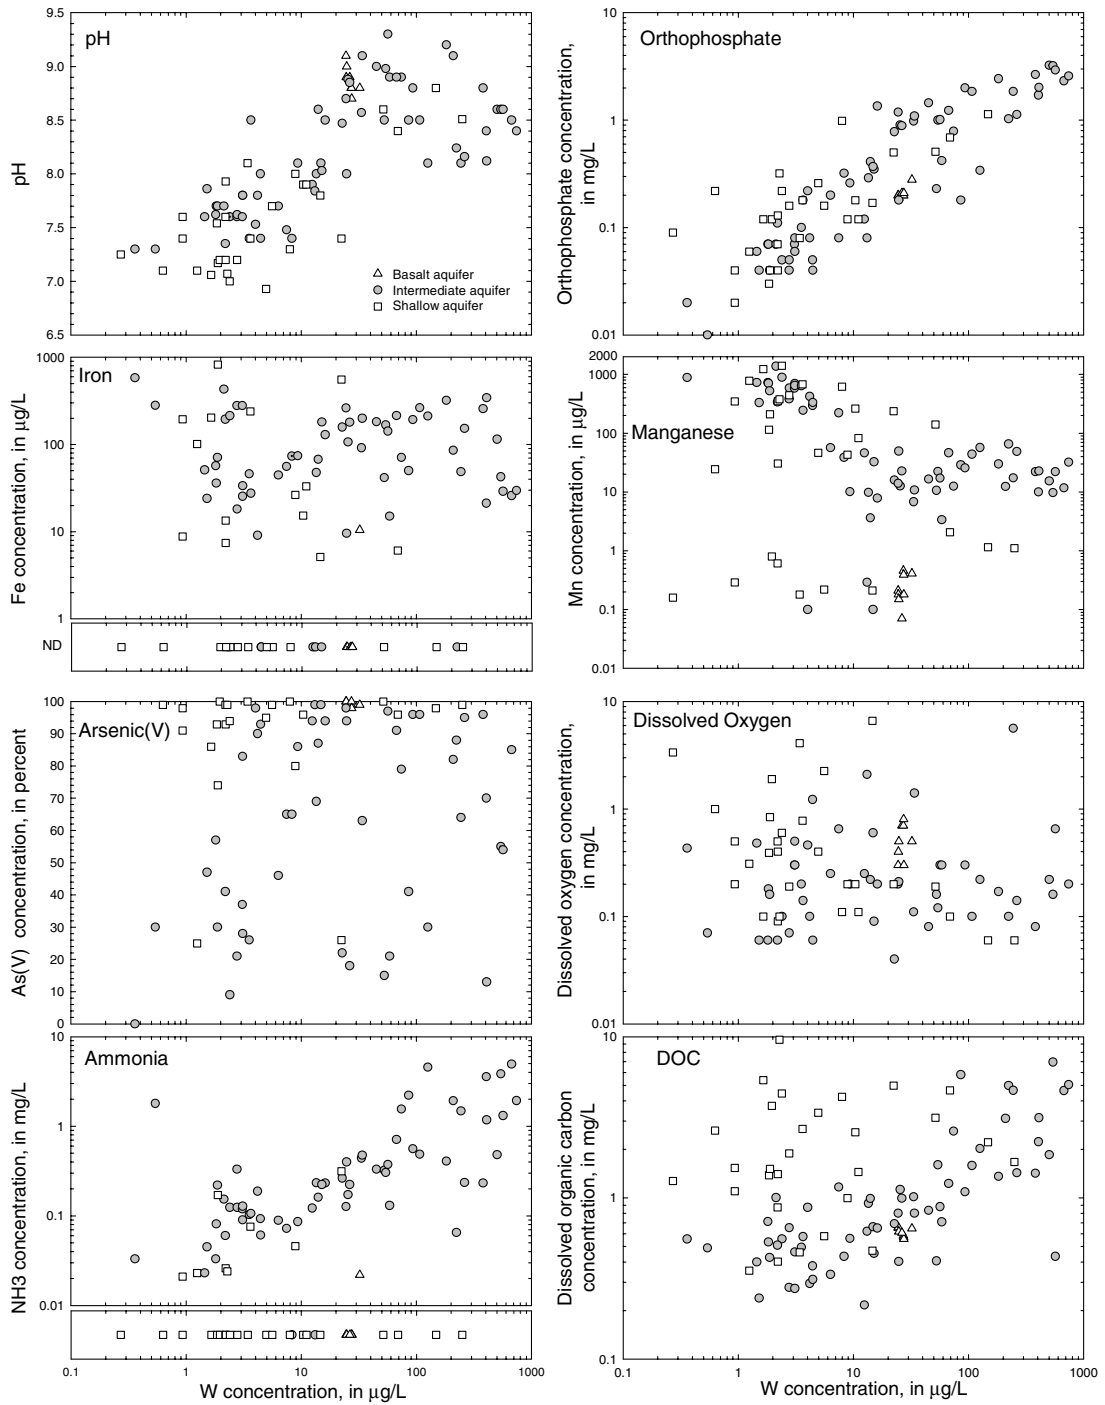 9.5
9.0
8.5
8.0
7.5
7.0
6.5
pH
pH
Basalt aquifer
Intermediate aquifer
Shallow aquifer
10
1
0.1
0.01
Orthophosphate
Orthophosphate concentration,
in mg/L
1000
100
10
1
ND
Iron
Fe concentration, in µg/L
2000
1000
100
10
1
0.1
0.01
Manganese
Mn concentration, in µg/L
100
90
80
70
60
50
40
30
20
10
0
Arsenic(V)
As(V) concentration, in percent
10
1
0.1
0.01
Dissolved Oxygen
Dissolved oxygen concentration,
in mg/L
10
1
0.1
0.01
Ammonia
NH3 concentration, in mg/L
0.1
1
10
100
1000
W concentration, in µg/L
10
1
0.1
DOC
Dissolved organic carbon
concentration, in mg/L
0.1
1
10
100
1000
W concentration, in µg/L